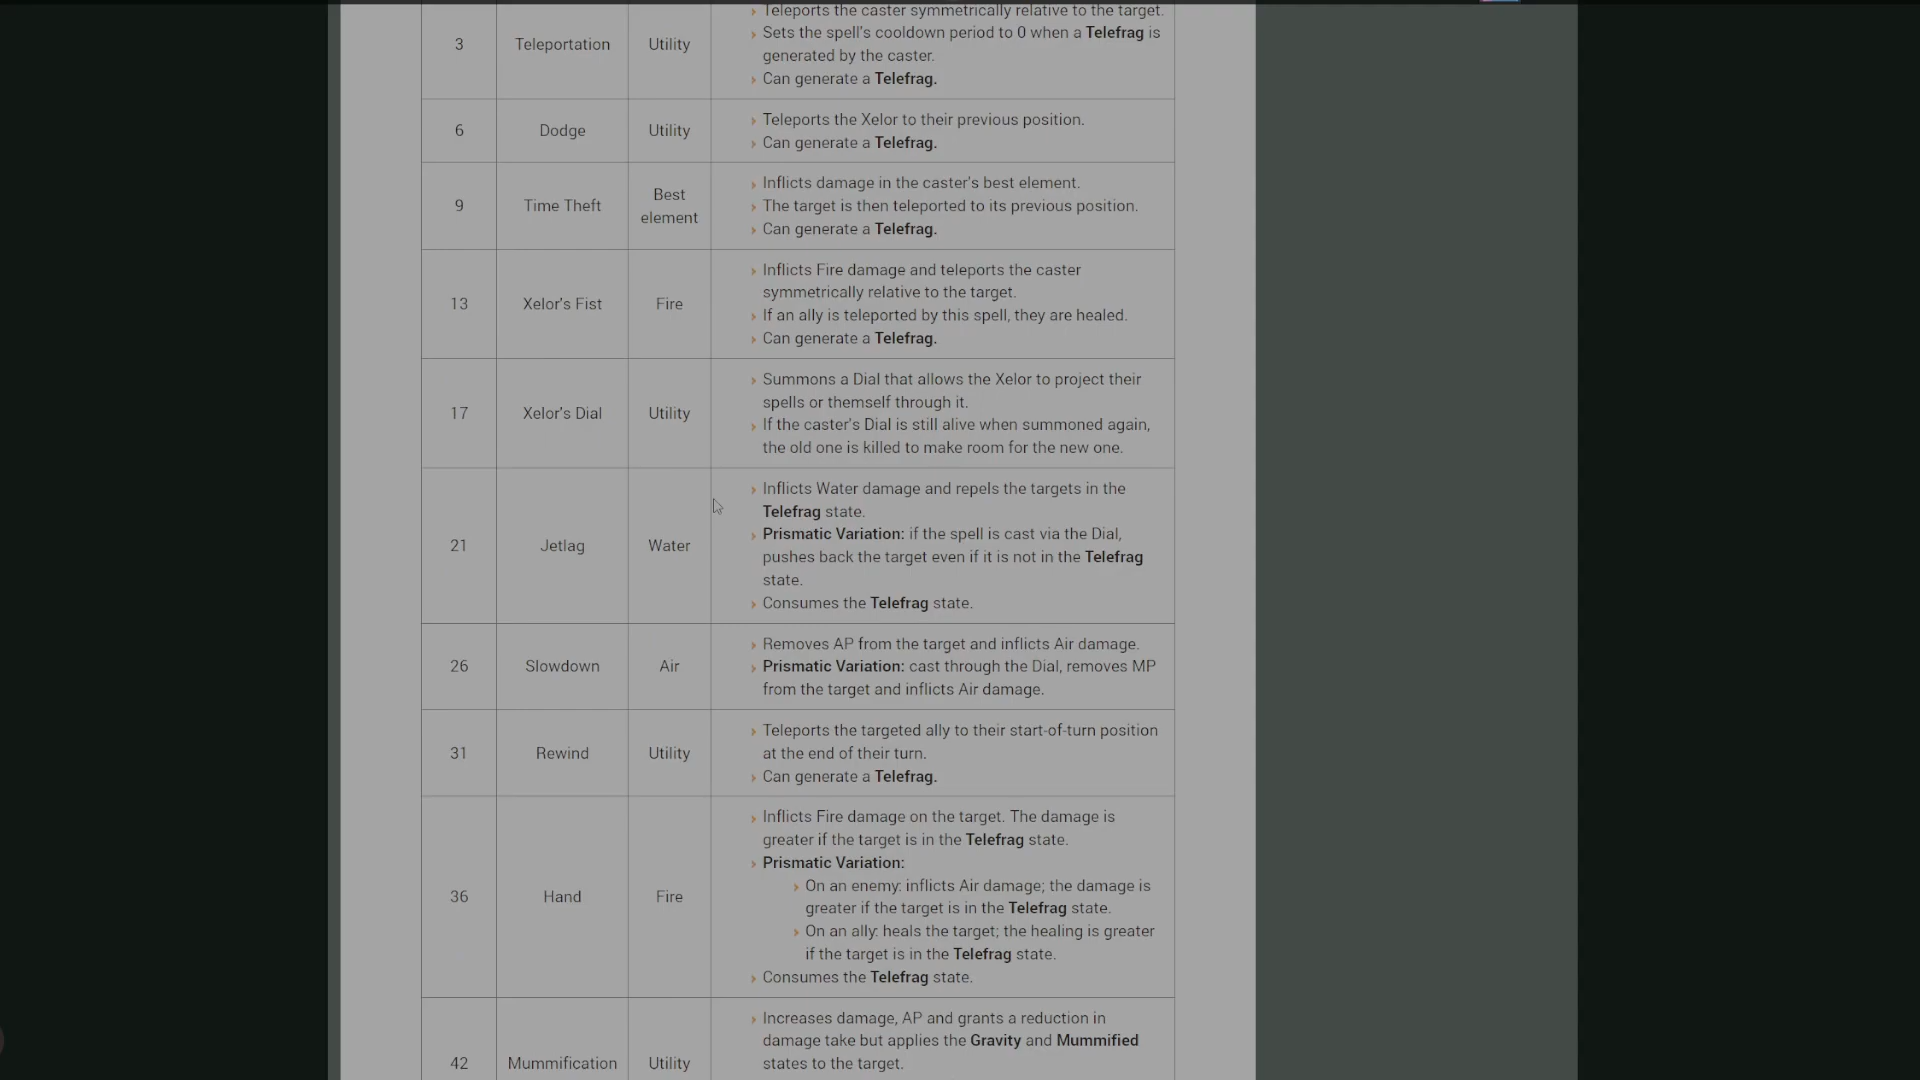 Teleports the caster symmetrically relative to the target.
3 Teleportation Utility
Sets the spell's cooldown period to 0 when a Telefrag is
generated by the caster.
Can generate a Telefrag.
6 Dodge Utility
Teleports the Xelor to their previous position.
Can generate a Telefrag.
9 Time Theft Best
element
Inflicts damage in the caster's best element.
The target is then teleported to its previous position.
Can generate a Telefrag.
13 Xelor's Fist Fire
Inflicts Fire damage and teleports the caster
symmetrically relative to the target.
If an ally is teleported by this spell, they are healed.
Can generate a Telefrag.
17 Xelor's Dial Utility
Summons a Dial that allows the Xelor to project their
spells or themself through it.
If the caster's Dial is still alive when summoned again,
the old one is killed to make room for the new one.
21 Jetlag Water
Inflicts Water damage and repels the targets in the
Telefrag state.
Prismatic Variation: if the spell is cast via the Dial,
pushes back the target even if it is not in the Telefrag
state.
Consumes the Telefrag state.
26 Slowdown Air
Removes AP from the target and inflicts Air damage.
Prismatic Variation: cast through the Dial, removes MP
from the target and inflicts Air damage.
31 Rewind Utility
Teleports the targeted ally to their start-of-turn position
at the end of their turn.
Can generate a Telefrag.
36 Hand Fire
Inflicts Fire damage on the target. The damage is
greater if the target is in the Telefrag state.
Prismatic Variation:
On an enemy: inflicts Air damage; the damage is
greater if the target is in the Telefrag state.
On an ally: heals the target; the healing is greater
if the target is in the Telefrag state.
Consumes the Telefrag state.
42 Mummification Utility
Increases damage, AP and grants a reduction in
damage take but applies the Gravity and Mummified
states to the target.